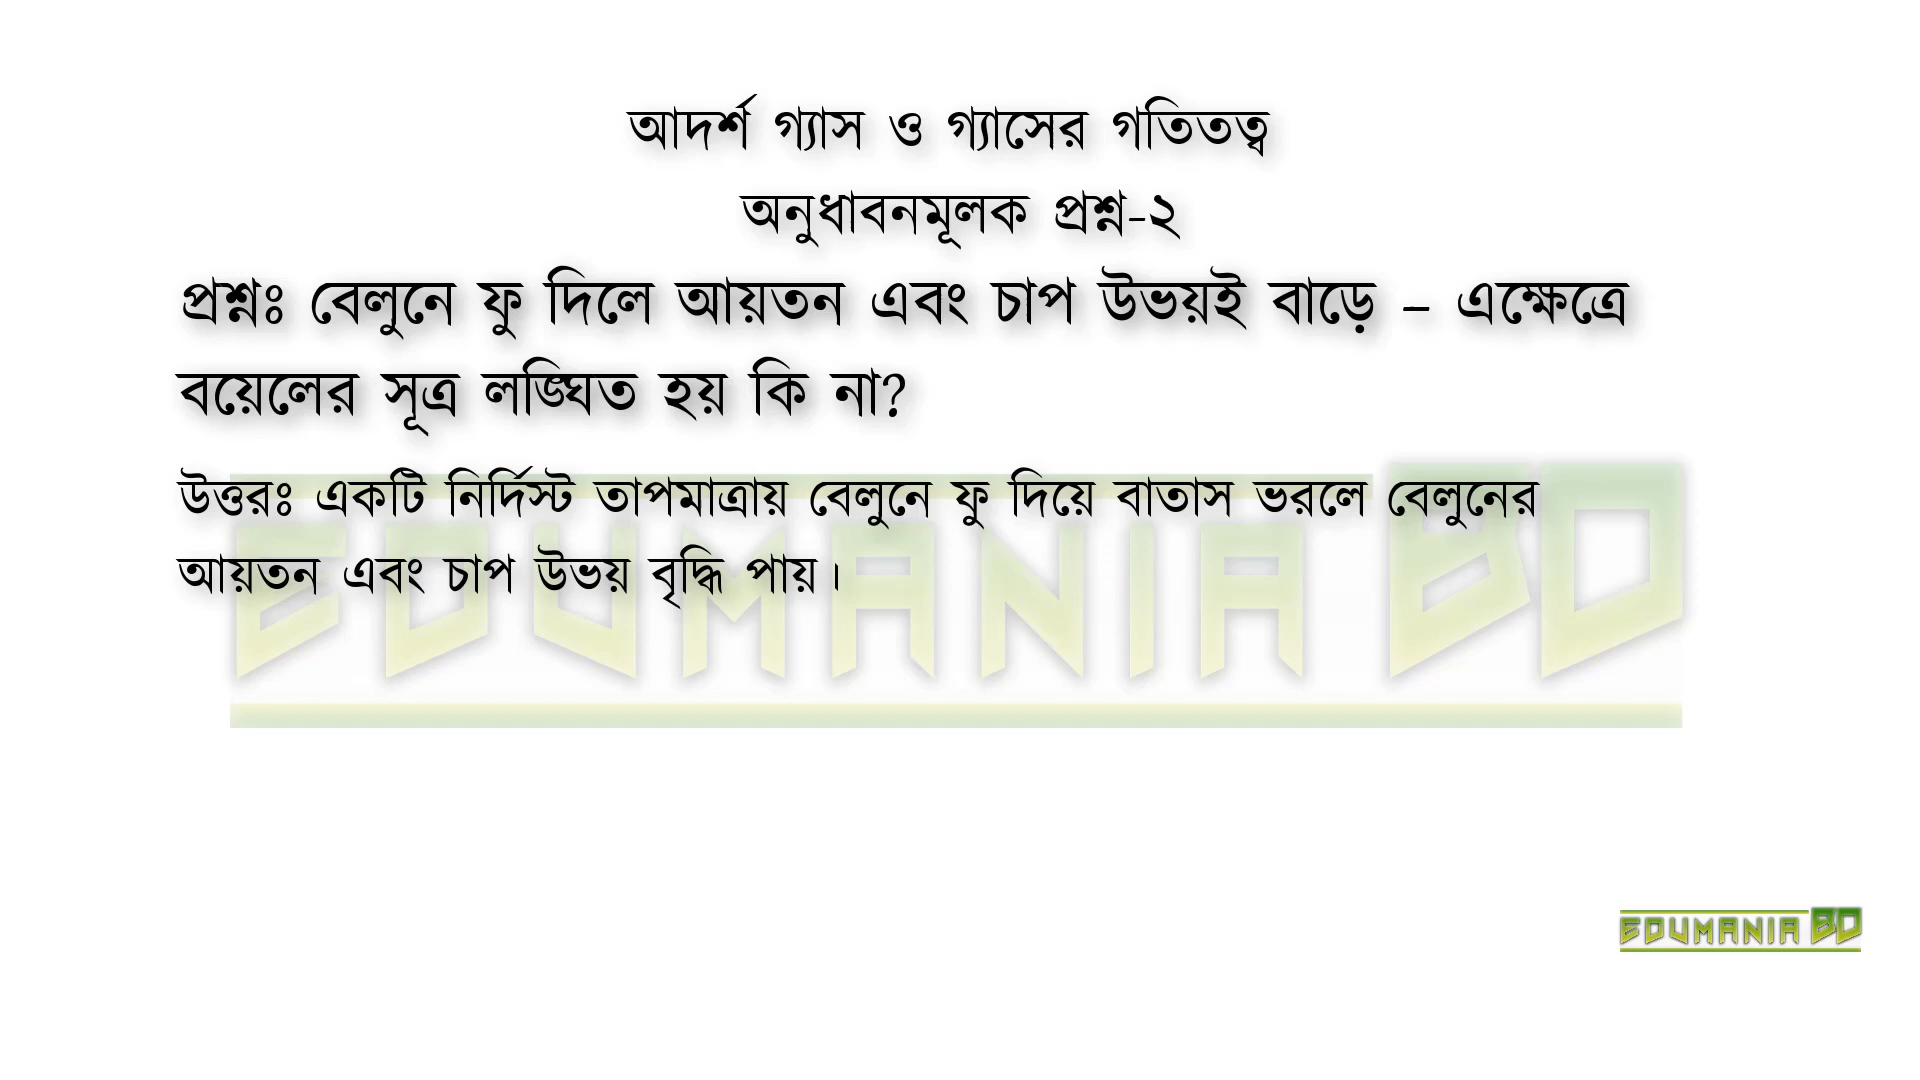 আদর্শ গ্যাস ও গ্যাসের গতিতত্ব
অনুধাবনমূলক প্রশ্ন-২
প্রশ্নঃ বেলুনে ফু দিলে আয়তন এবং চাপ উভয়ই বাড়ে – এক্ষেত্রে
বয়েলের সূত্র লঙ্ঘিত হয় কি না?
উত্তরঃ একটি নির্দিস্ট তাপমাত্রায় বেলুনে ফু দিয়ে বাতাস ভরলে বেলুনের
আয়তন এবং চাপ উভয় বৃদ্ধি পায়।
EDUMANIA BD
EDUMANIA BD